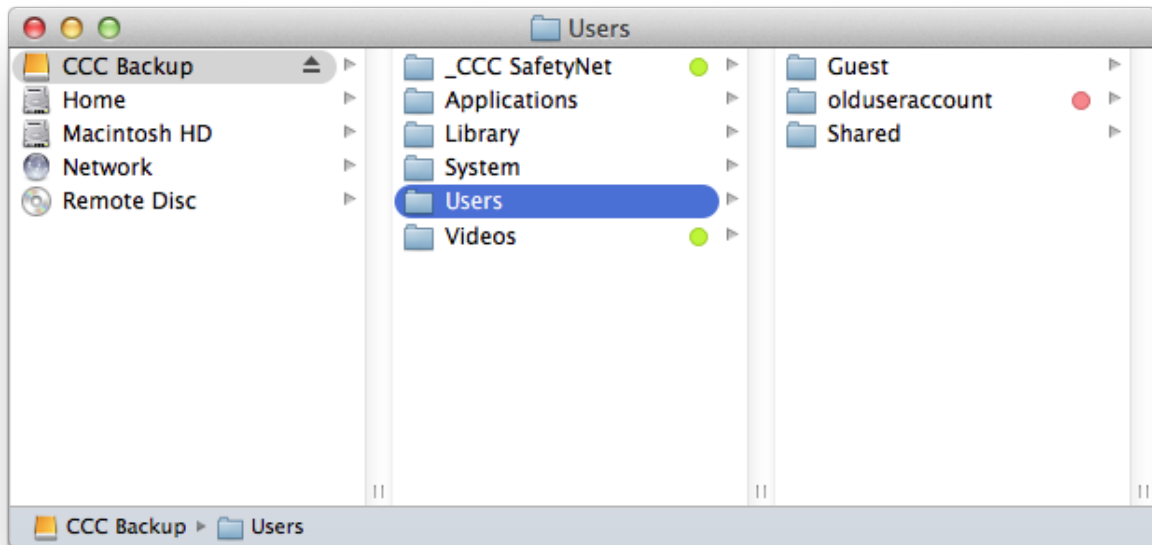 Users
CCC Backup
Home
Macintosh HD
Network
Remote Disc
_CCC SafetyNet
Applications
Library
System
Users
Videos
Guest
olduseraccount
Shared
CCC Backup ▸ Users